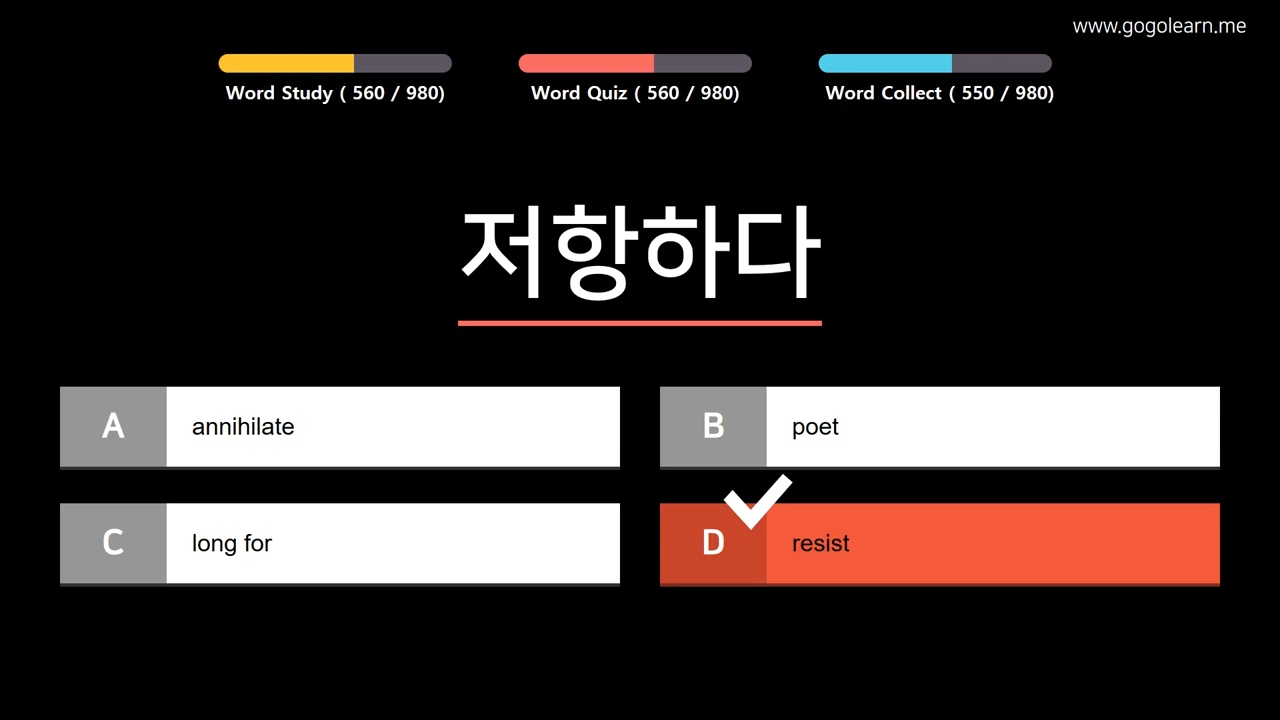 www.gogolearn.me
Word Study ( 560 / 980)
Word Quiz ( 560 / 980)
Word Collect ( 550 / 980)
저항하다
A annihilate
B poet
C long for
D resist